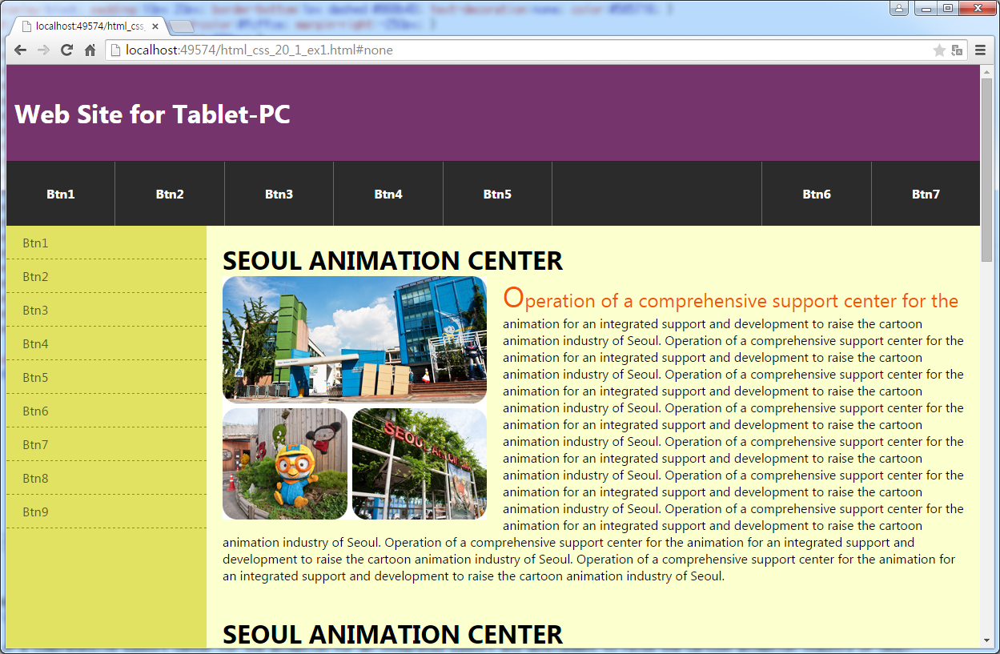 localhost:49574/html_css_
localhost:49574/html_css_20_1_ex1.html#none
Web Site for Tablet-PC
Btn1 Btn2 Btn3 Btn4 Btn5 Btn6 Btn7
Btn1
Btn2
Btn3
Btn4
Btn5
Btn6
Btn7
Btn8
Btn9
SEOUL ANIMATION CENTER
Operation of a comprehensive support center for the
animation for an integrated support and development to raise the cartoon
animation industry of Seoul. Operation of a comprehensive support center for the
animation for an integrated support and development to raise the cartoon
animation industry of Seoul. Operation of a comprehensive support center for the
animation for an integrated support and development to raise the cartoon
animation industry of Seoul. Operation of a comprehensive support center for the
animation for an integrated support and development to raise the cartoon
animation industry of Seoul. Operation of a comprehensive support center for the
animation for an integrated support and development to raise the cartoon
animation industry of Seoul. Operation of a comprehensive support center for the
animation for an integrated support and development to raise the cartoon
animation industry of Seoul. Operation of a comprehensive support center for the
animation for an integrated support and development to raise the cartoon
animation industry of Seoul. Operation of a comprehensive support center for the animation for an integrated support and
development to raise the cartoon animation industry of Seoul. Operation of a comprehensive support center for the animation for
an integrated support and development to raise the cartoon animation industry of Seoul.
SEOUL ANIMATION CENTER